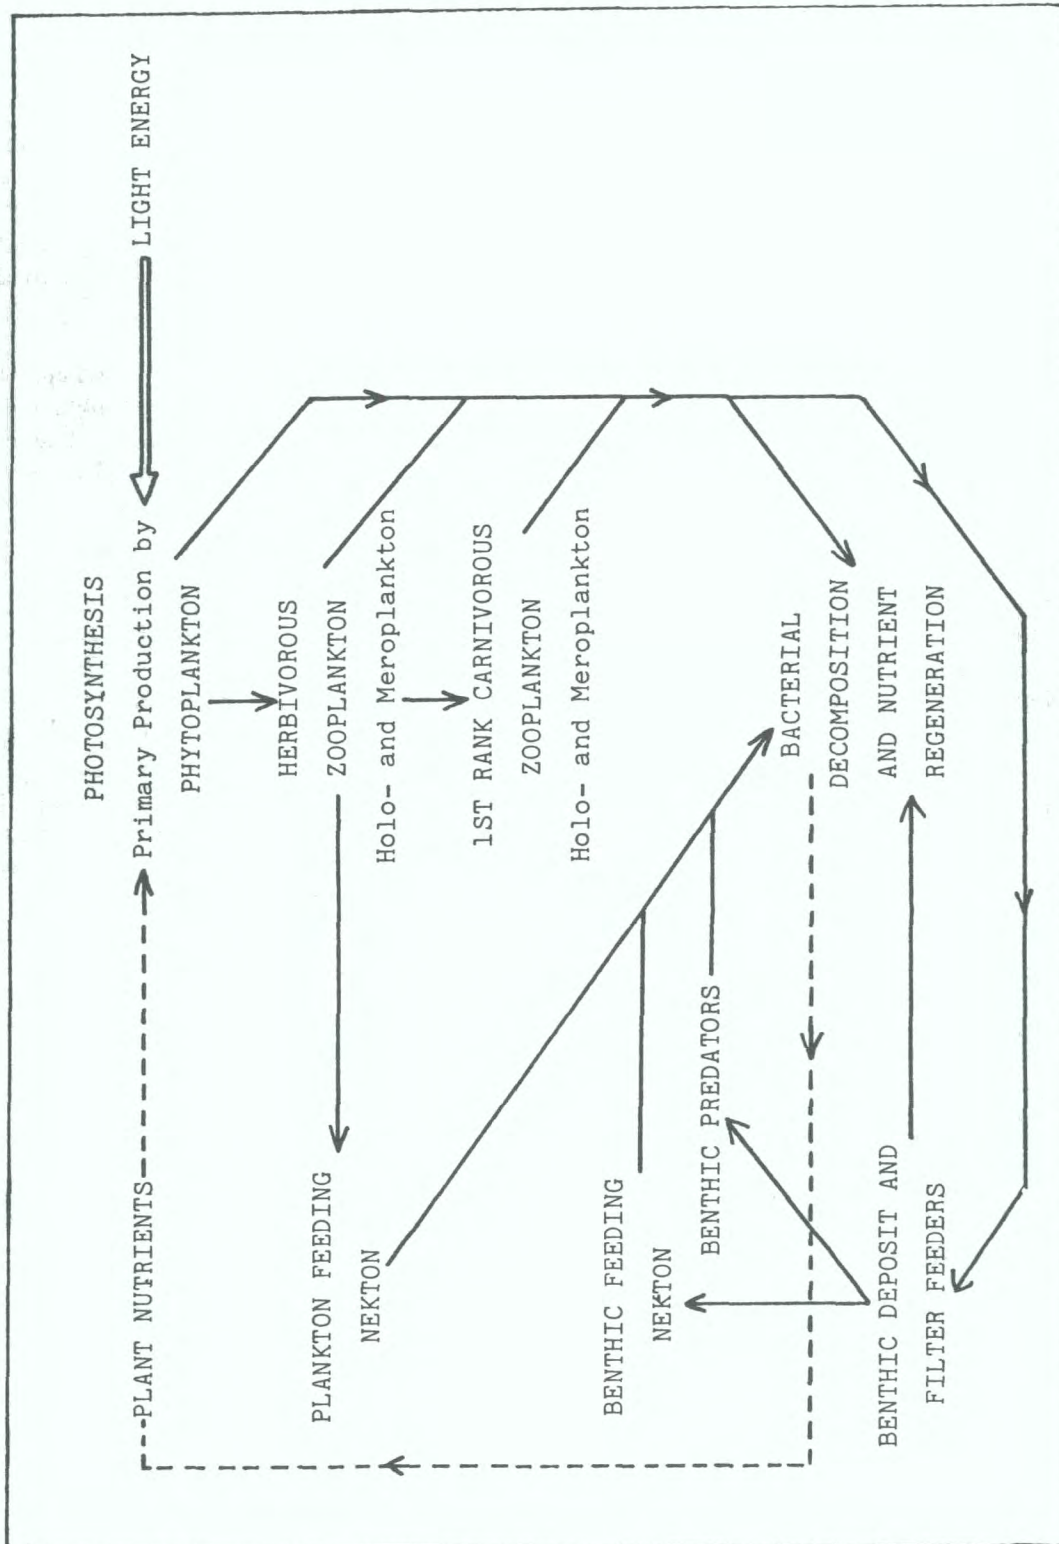 PHOTOSYNTHESIS
PLANT NUTRIENTS
Primary Production by
LIGHT ENERGY
PHYTOPLANKTON
HERBIVOROUS
ZOOPLANKTON
Holo- and Meroplankton
PLANKTON FEEDING
NEKTON
1ST RANK CARNIVOROUS
ZOOPLANKTON
Holo- and Meroplankton
BENTHIC FEEDING
NEKTON
BENTHIC PREDATORS
BACTERIAL
DECOMPOSITION
AND NUTRIENT
REGENERATION
BENTHIC DEPOSIT AND
FILTER FEEDERS